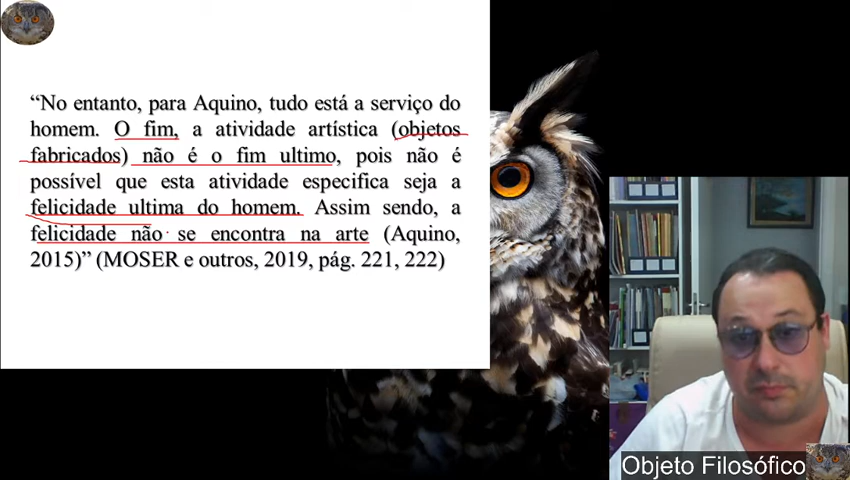 “No entanto, para Aquino, tudo está a serviço do
homem. O fim, a atividade artística (objetos
fabricados) não é o fim ultimo, pois não é
possível que esta atividade especifica seja a
felicidade ultima do homem. Assim sendo, a
felicidade não se encontra na arte (Aquino,
2015)” (MOSER e outros, 2019, pág. 221, 222)
Objeto Filosófico